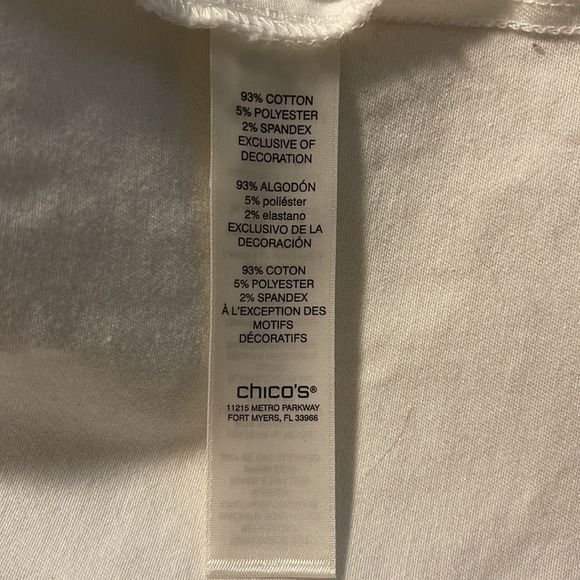 93% COTTON
5% POLYESTER
2% SPANDEX
EXCLUSIVE OF
DECORATION
93% ALGODÓN
5% poliéster
2% elastano
EXCLUSIVO DE LA
DECORACIÓN
93% COTON
5% POLYESTER
2% SPANDEX
À L'EXCEPTION DES
MOTIFS
DÉCORATIFS
chico's®
11215 METRO PARKWAY
FORT MYERS, FL 33966